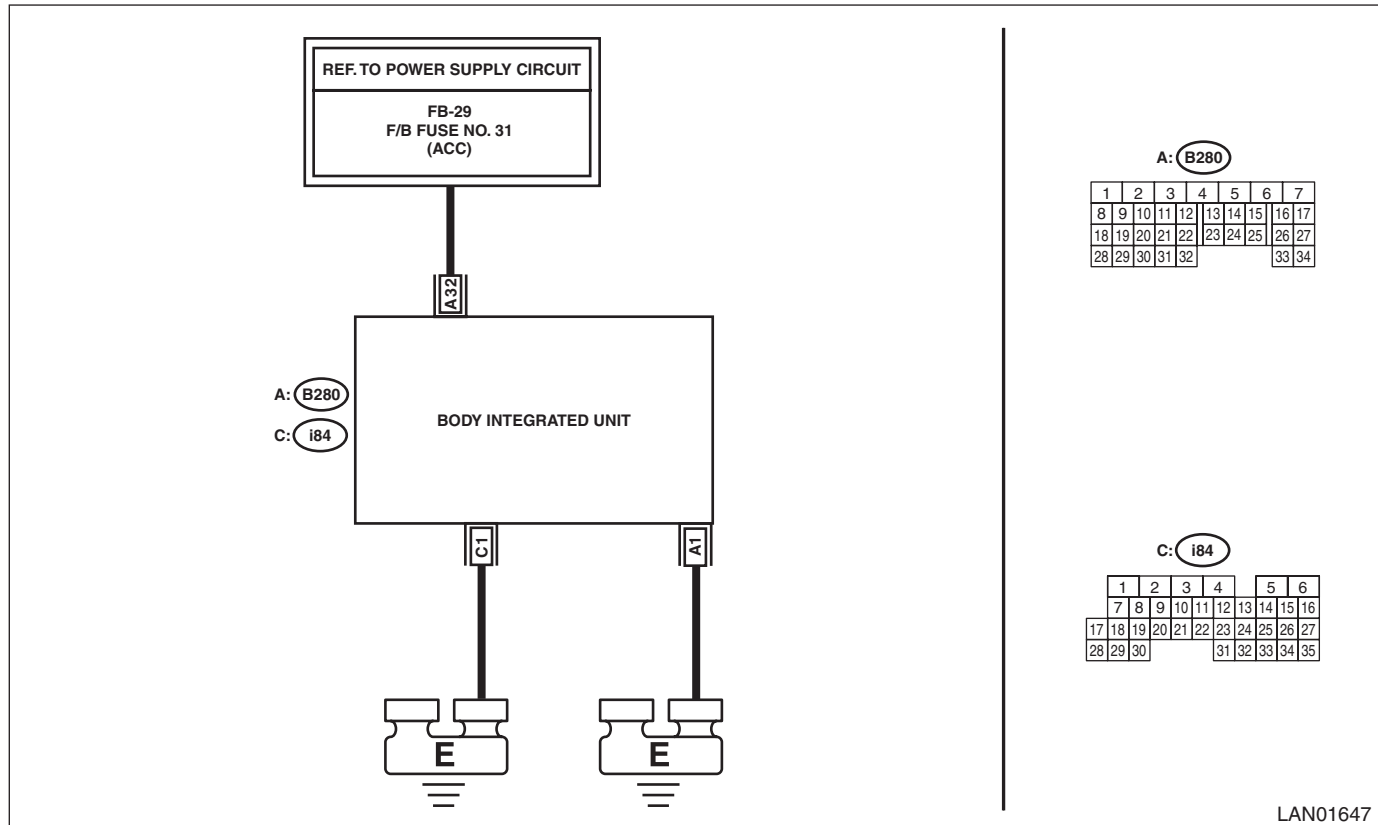 REF. TO POWER SUPPLY CIRCUIT
FB-29
F/B FUSE NO. 31
(ACC)
A32
A: B280
C: i84
BODY INTEGRATED UNIT
C1
A1
E
E
A: B280
1 2 3 4 5 6 7
8 9 10 11 12 13 14 15 16 17
18 19 20 21 22 23 24 25 26 27
28 29 30 31 32 33 34
C: i84
1 2 3 4 5 6
7 8 9 10 11 12 13 14 15 16
17 18 19 20 21 22 23 24 25 26 27
28 29 30 31 32 33 34 35
LAN01647